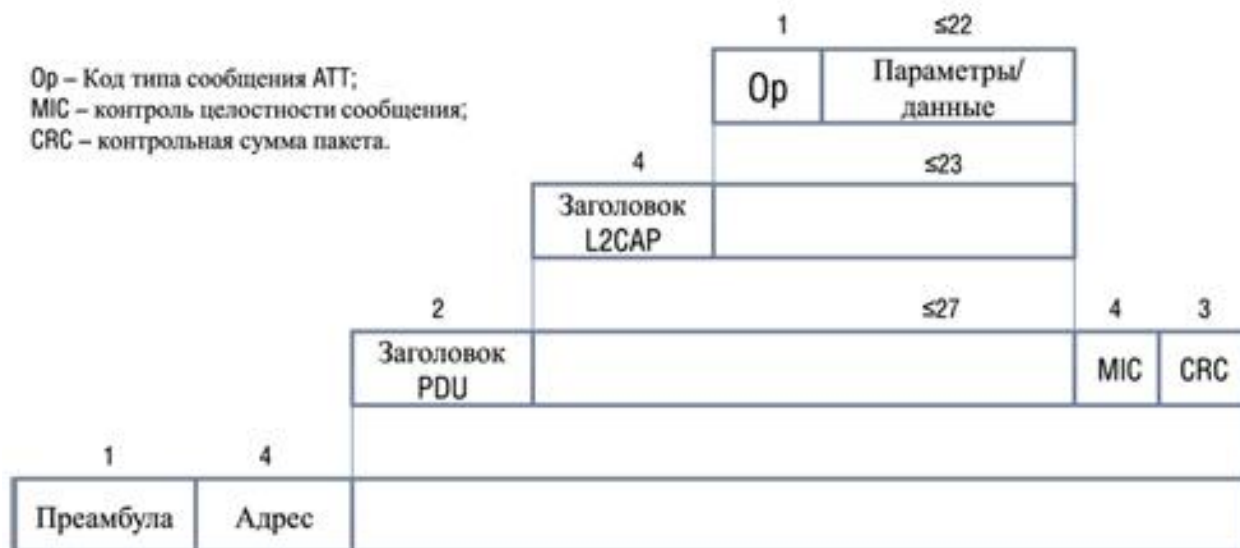 1 ≤22
Op – Код типа сообщения ATT;
MIC – контроль целостности сообщения;
CRC – контрольная сумма пакета.
Op
Параметры/
данные
4 ≤23
Заголовок
L2CAP
2 ≤27 4 3
Заголовок
PDU
MIC CRC
1 4
Преамбула Адрес